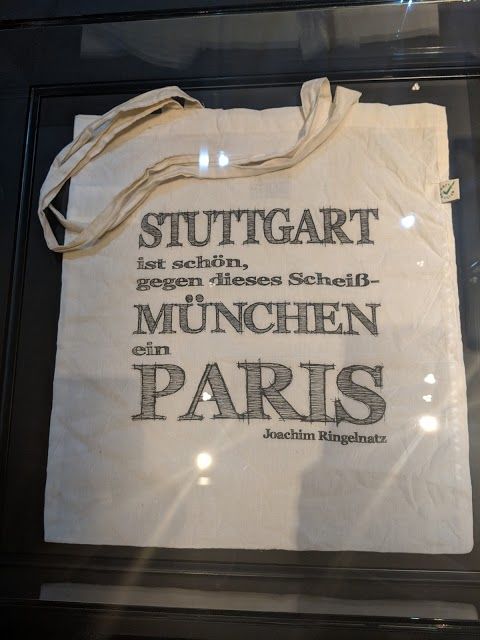 STUTTGART
ist schön,
gegen dieses Scheiß-
MÜNCHEN
ein
PARIS
Joachim Ringelnatz